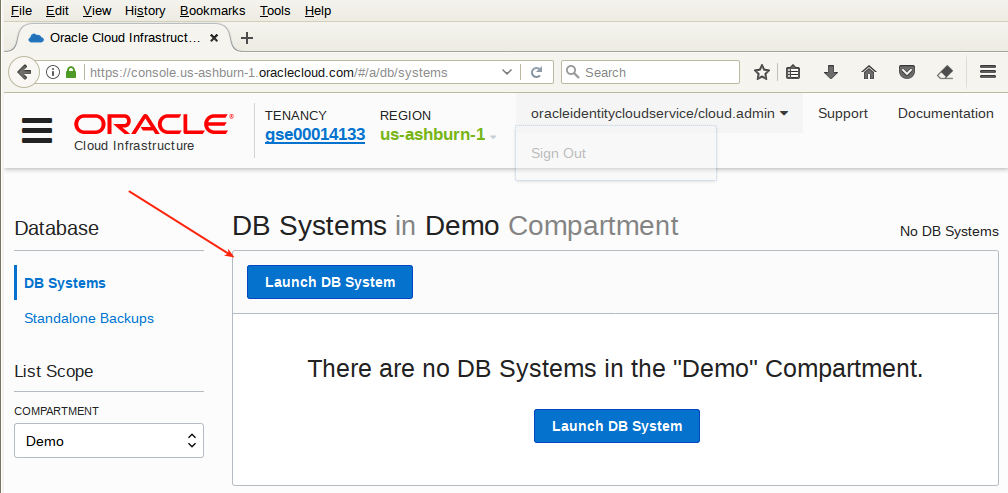 File Edit View History Bookmarks Tools Help
Oracle Cloud Infrastruct...
https://console.us-ashburn-1.oraclecloud.com/#/a/db/systems
Search
ORACLE®
Cloud Infrastructure
TENANCY
gse00014133
REGION
us-ashburn-1
oracleidentitycloudservice/cloud.admin
Sign Out
Support
Documentation
Database
DB Systems
Standalone Backups
List Scope
COMPARTMENT
Demo
DB Systems in Demo Compartment
No DB Systems
Launch DB System
There are no DB Systems in the "Demo" Compartment.
Launch DB System